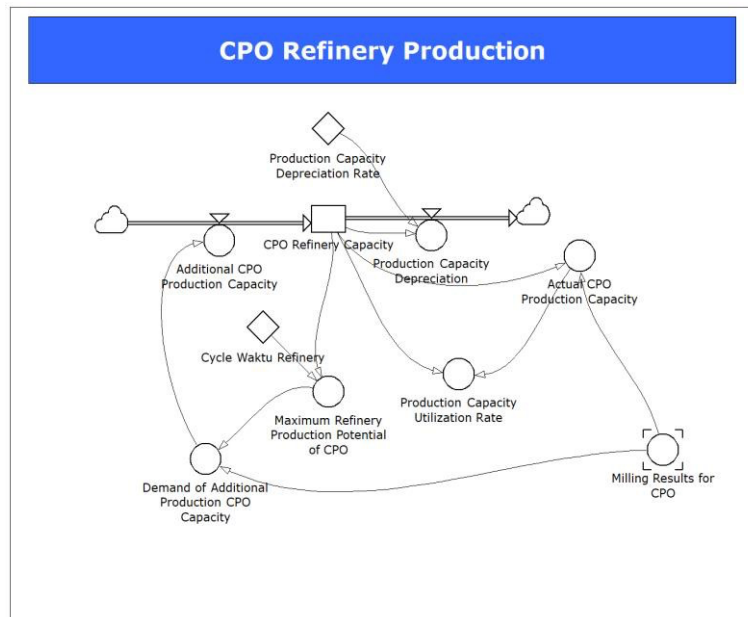 CPO Refinery Production
Production Capacity
Depreciation Rate
CPO Refinery Capacity
Additional CPO
Production Capacity
Production Capacity
Depreciation
Actual CPO
Production Capacity
Cycle Waktu Refinery
Maximum Refinery
Production Potential
of CPO
Production Capacity
Utilization Rate
Demand of Additional
Production CPO
Capacity
Milling Results for
CPO